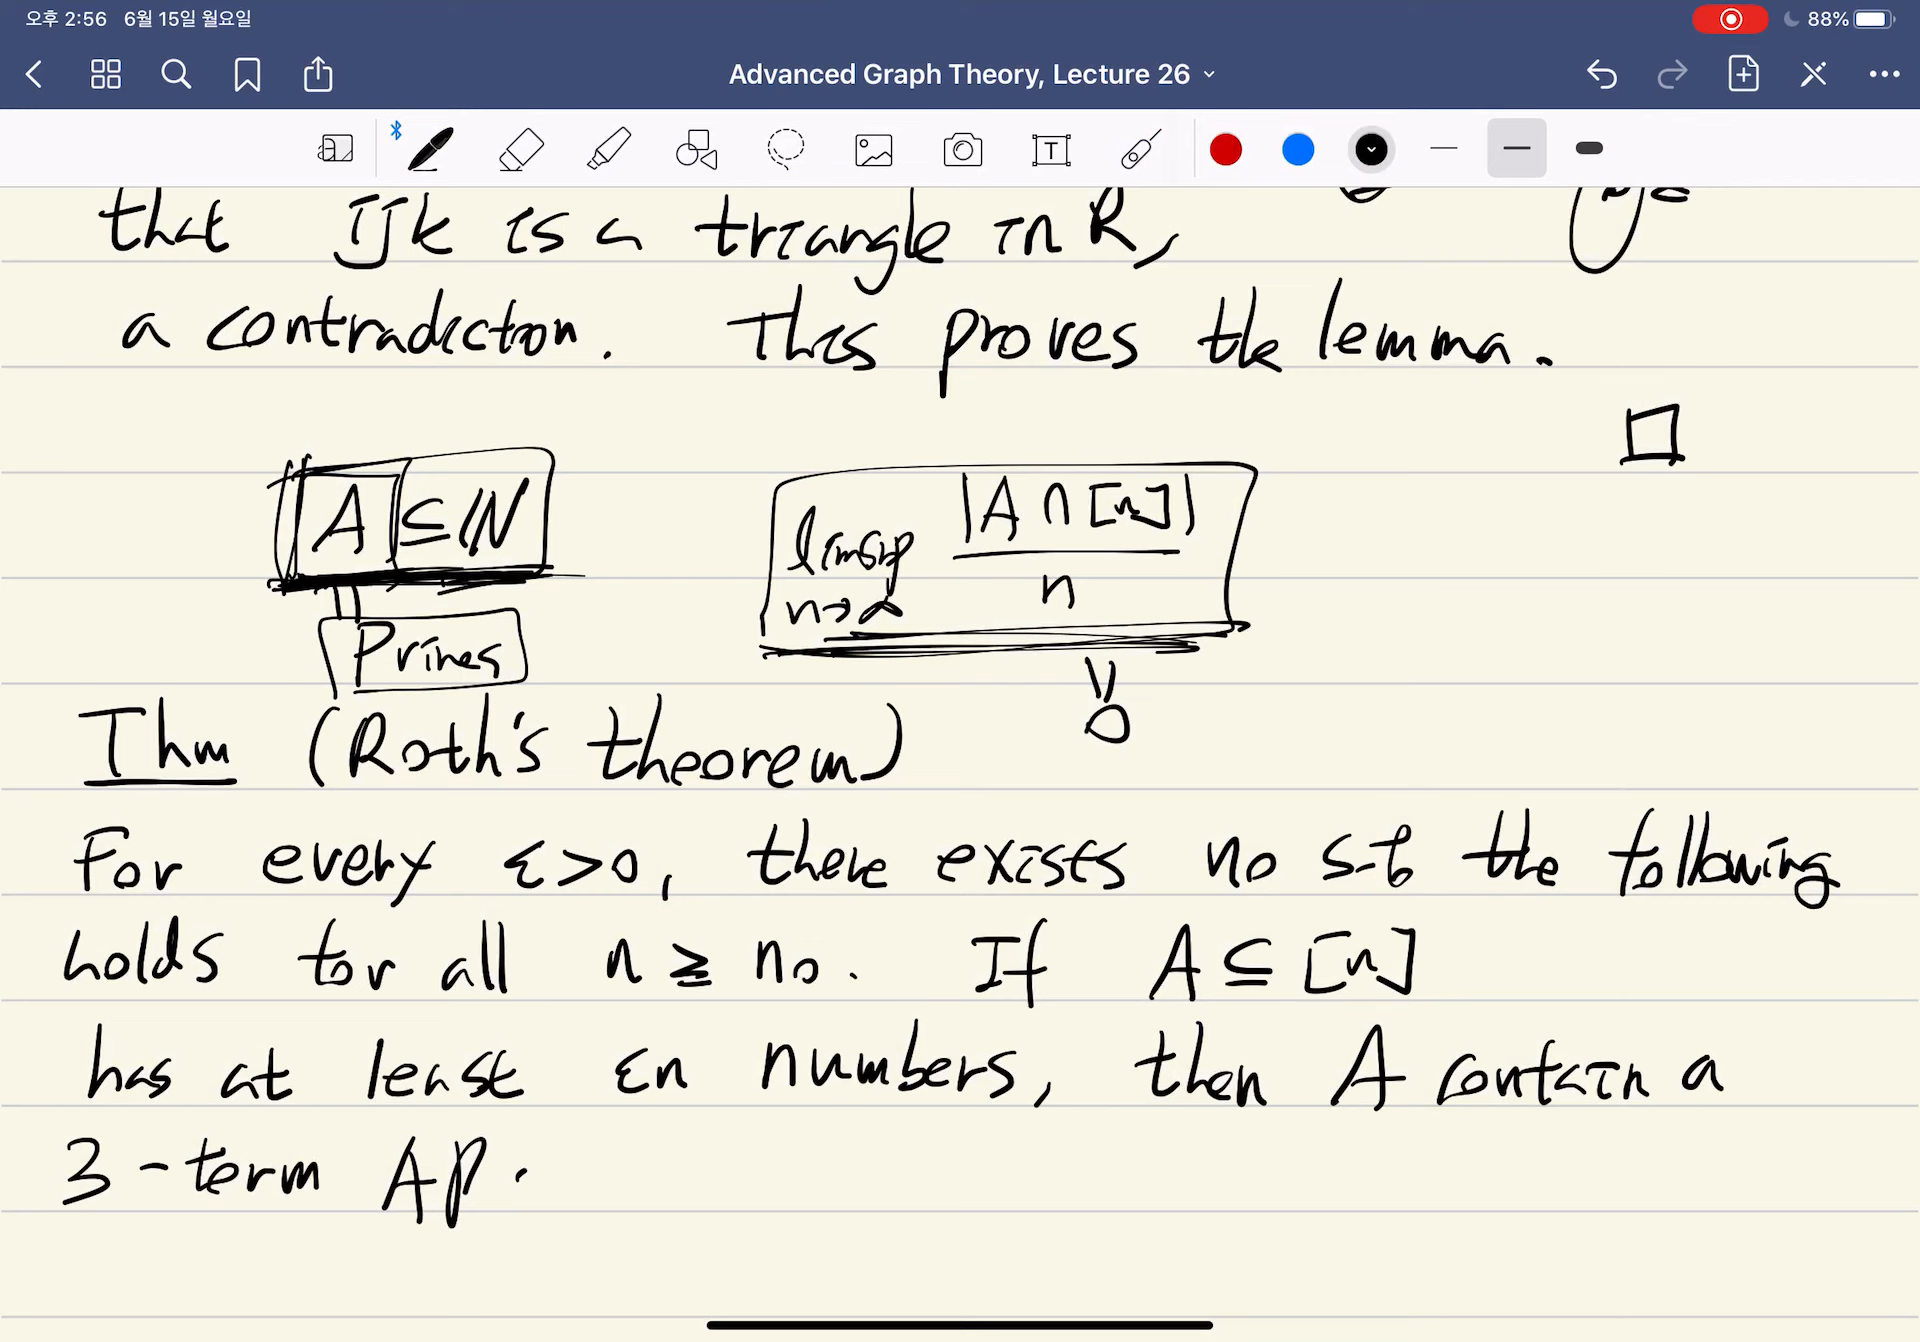 오후 2:56 6월 15일 월요일
88%
Advanced Graph Theory, Lecture 26
that ijk is a triangle in R,
a contradiction. This proves the lemma.
A ⊆ ℕ
limsup n→∞ |A ∩ [n]| / n
Primes
0
Thm (Roth's theorem)
For every ε>0, there exists n₀ s.t the following
holds for all n ≥ n₀. If A ⊆ [n]
has at least εn numbers, then A contain a
3-term AP.